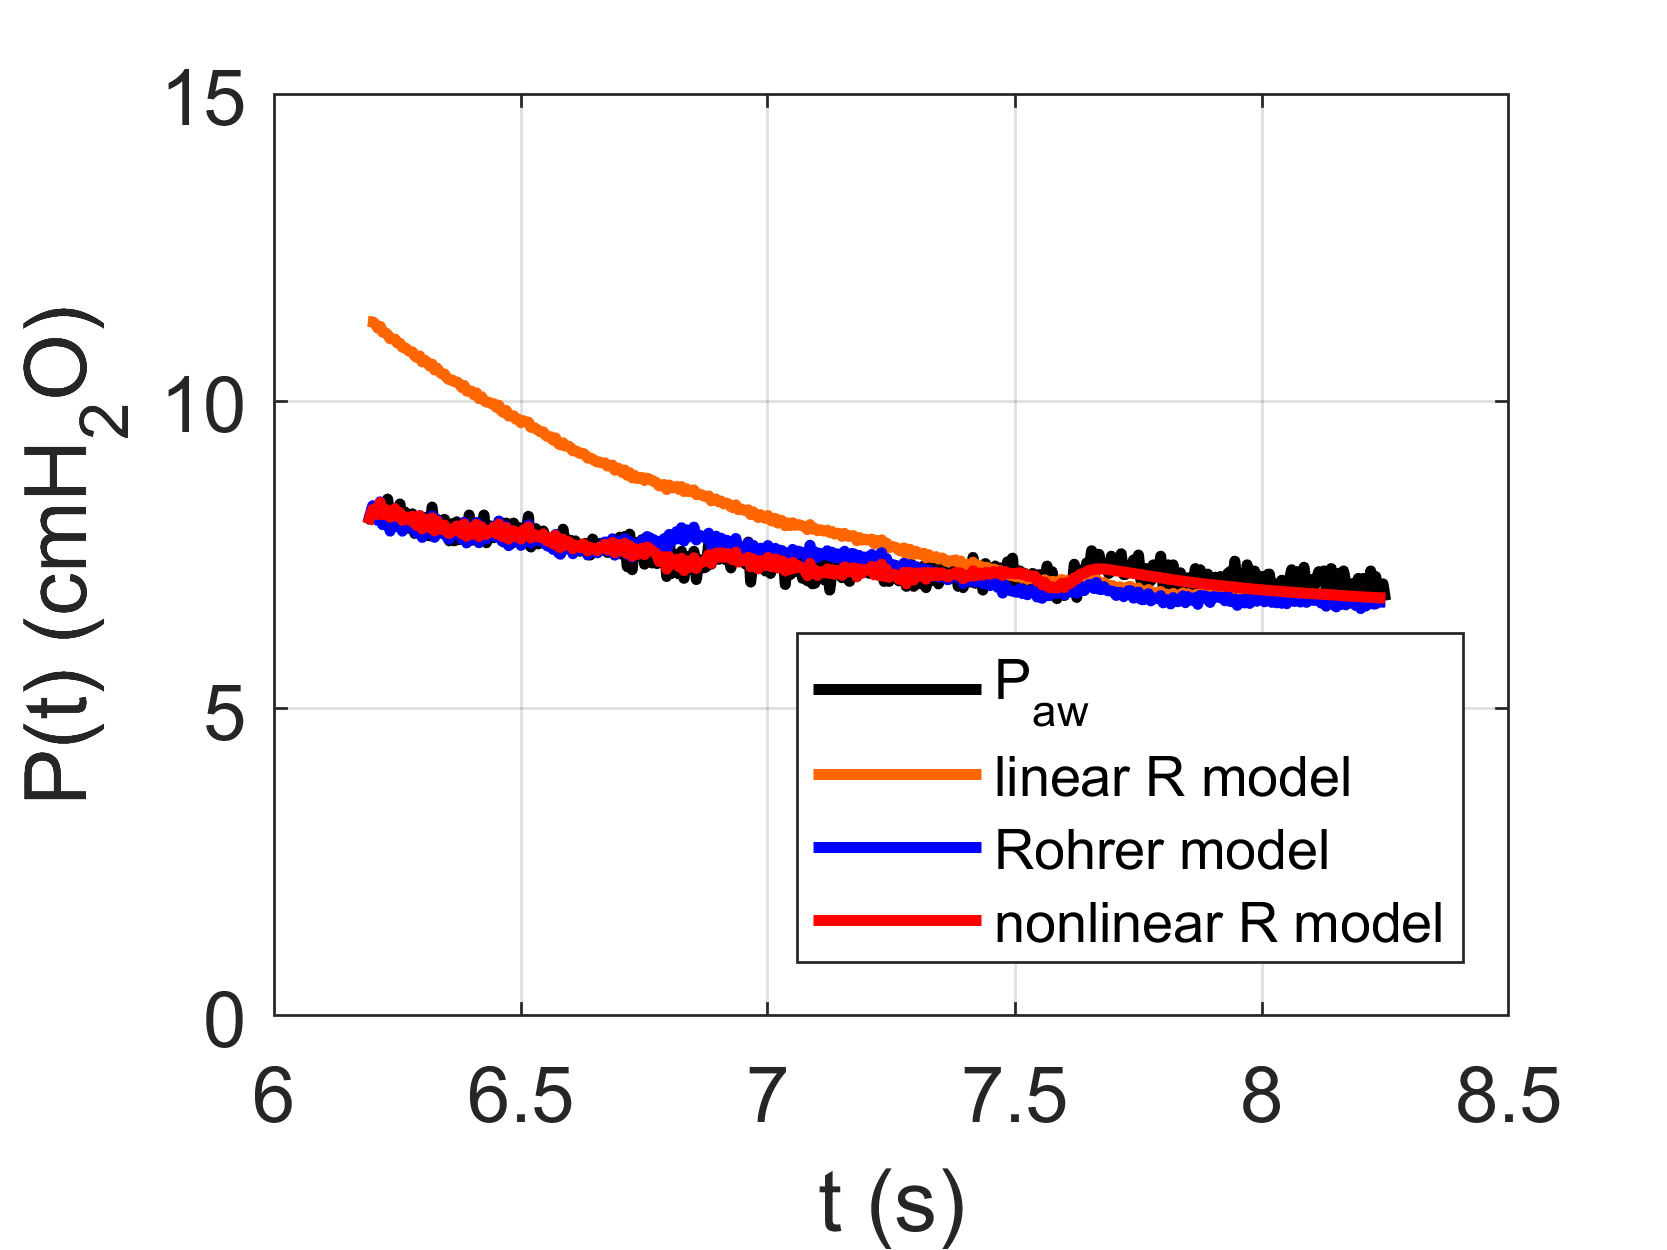 15
10
5
0
P(t) (cmH2O)
Paw
linear R model
Rohrer model
nonlinear R model
6 6.5 7 7.5 8 8.5
t (s)